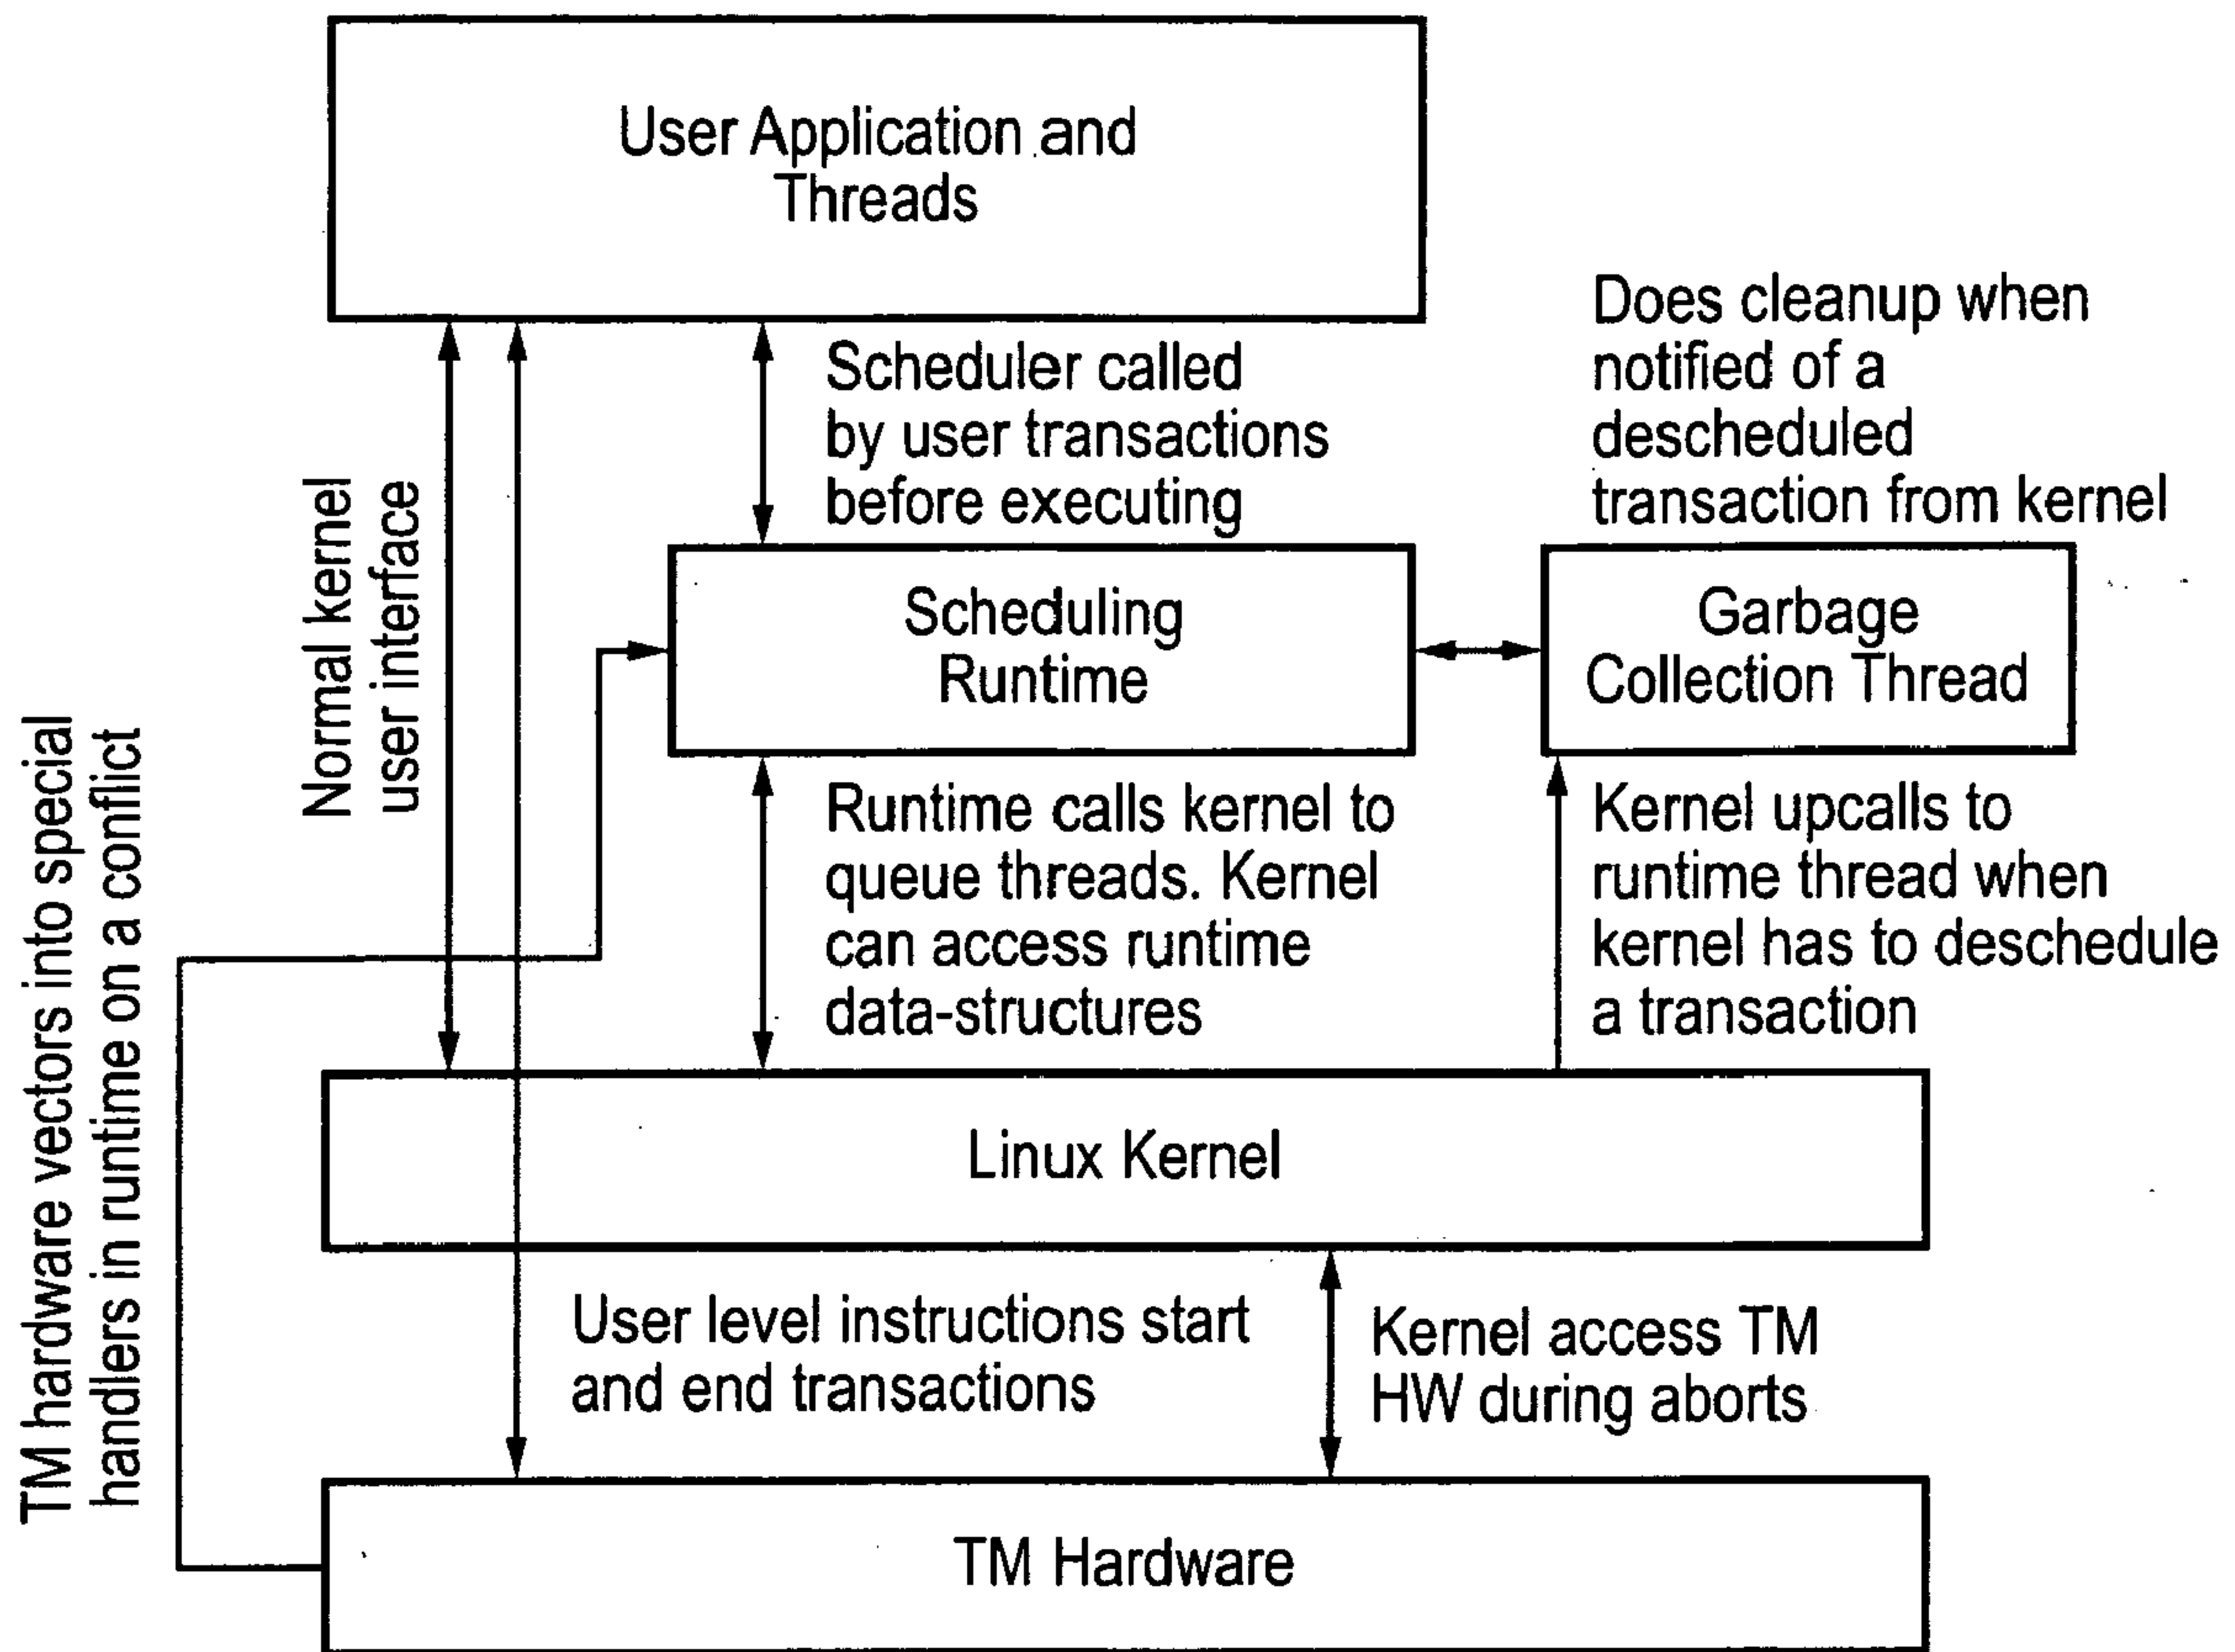 User Application and
Threads
Does cleanup when
notified of a
descheduled
transaction from kernel
Scheduler called
by user transactions
before executing
Normal kernel
user interface
Scheduling
Runtime
Garbage
Collection Thread
TM hardware vectors into special
handlers in runtime on a conflict
Runtime calls kernel to
queue threads. Kernel
can access runtime
data-structures
Kernel upcalls to
runtime thread when
kernel has to deschedule
a transaction
Linux Kernel
User level instructions start
and end transactions
Kernel access TM
HW during aborts
TM Hardware